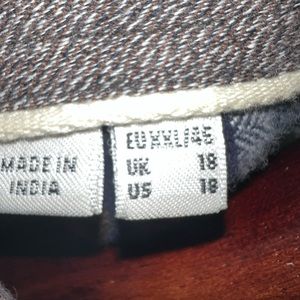 MADE IN
INDIA
EU XXL/46
UK 18
US 18